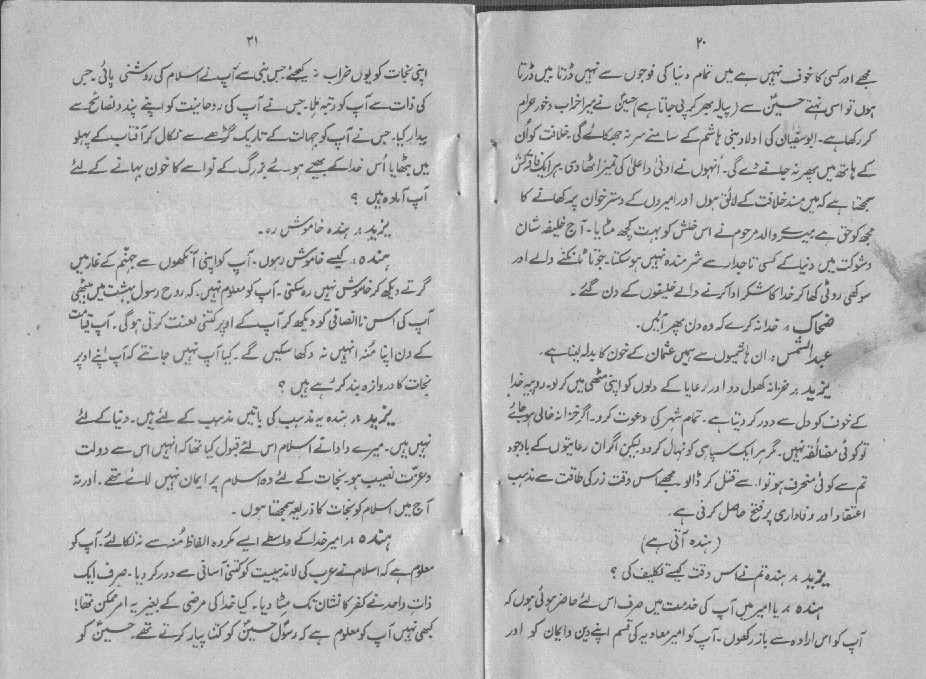 ۲۰
مجھے اور کسی کا خوف نہیں ہے میں تمام دنیا کی فوجوں سے نہیں ڈرتا میں ڈرتا
ہوں تو اسی نہتے حسینؑ سے (پیالہ بھر کر پی جاتا ہے) حسینؑ نے میرا خواب و خور حرام
کر رکھا ہے۔ ابو سفیان کی اولاد بنی ہاشم کے سامنے سر نہ جھکائے گی۔ خلافت کو اُن
کے ہاتھ میں پھر نہ جانے دے گی۔ اُنہوں نے ادنیٰ و اعلیٰ کی تمیز اٹھا دی۔ ہر ایک فاقہ کش
سمجھتا ہے کہ میں مسندِ خلافت کے لائق ہوں اور امیروں کے دسترخوان پر کھانے کا
مجھ کو حق ہے میرے والد مرحوم نے اس خلش کو بہت کچھ مٹایا۔ آج خلیفہ شان
و شوکت میں دنیا کے کسی تاجدار سے شرمندہ نہیں ہو سکتا۔ جوتا ٹانکنے والے اور
سوکھی روٹی کھا کر خدا کا شکر ادا کرنے والے خلیفوں کے دن گئے۔
ضحاک :۔ خدا نہ کرے کہ وہ دن پھر آئیں۔
عبدالشمس :۔ ان ہاشمیوں سے ہمیں عثمان کے خون کا بدلہ لینا ہے۔
یزید :۔ خزانہ کھول دو اور رعایا کے دلوں کو اپنی مٹھی میں کر لو۔ روپیہ خدا
کے خوف کو دل سے دور کر دیتا ہے۔ تمام شہر کی دعوت کرو۔ اگر خزانہ خالی ہو جائے
تو کوئی مضائقہ نہیں۔ مگر ہر ایک سپاہی کو نہال کر دو لیکن اگر ان رعایتوں کے باوجود
تم سے کوئی منحرف ہو تو اسے قتل کر ڈالو۔ مجھے اس وقت زر کی طاقت سے مذہب
اعتقاد اور وفاداری پر فتح حاصل کرنی ہے۔
(ہندہ آتی ہے)
یزید :۔ ہندہ تم نے اس وقت کیسے تکلیف کی؟
ہندہ :۔ یا امیر میں آپ کی خدمت میں صرف اس لئے حاضر ہوئی ہوں کہ
آپ کو اس ارادہ سے باز رکھوں۔ آپ کو امیر معاویہ کی قسم اپنے دین و ایمان کو اور
۲۱
اپنی نجات کو یوں خراب نہ کیجئے جس نبی سے آپ نے اسلام کی روشنی پائی۔ جس
کی ذات سے آپ کو رتبہ ملا۔ جس نے آپ کی روحانیت کو اپنے پند و نصائح سے
بیدار کیا۔ جس نے آپ کو جہالت کے تاریک گڑھے سے نکال کر آفتاب کے پہلو
میں بٹھایا اُس خدا کے بھیجے ہوئے بزرگ کے نواسے کا خون بہانے کے لئے
آپ آمادہ ہیں؟
یزید :۔ ہندہ خاموش رہ۔
ہندہ :۔ کیسے خاموش رہوں۔ آپ کو اپنی آنکھوں سے جہنم کے غار میں
گرتے دیکھ کر خاموش نہیں رہ سکتی۔ آپ کو معلوم نہیں۔ کہ روحِ رسول بہشت میں بیٹھی
آپ کی اس نا انصافی کو دیکھ کر آپ کے اوپر کتنی لعنت کرتی ہوگی۔ آپ قیامت
کے دن اپنا مُنہ انہیں نہ دکھا سکیں گے۔ کیا آپ نہیں جانتے کہ آپ اپنے اوپر
نجات کا دروازہ بند کر رہے ہیں؟
یزید :۔ ہندہ یہ مذہب کی باتیں مذہب کے لئے ہیں۔ دنیا کے لئے
نہیں ہیں۔ میرے دادا نے اسلام اس لئے قبول کیا تھا کہ انہیں اس سے دولت
و عزت نصیب ہو۔ نجات کے لئے وہ اسلام پر ایمان نہیں لائے تھے۔ اور نہ
آج میں اسلام کو نجات کا ذریعہ سمجھتا ہوں۔
ہندہ :۔ امیر خدا کے واسطے ایسے مکروہ الفاظ مُنہ سے نہ نکالئے۔ آپ کو
معلوم ہے کہ اسلام نے عرب کی لامذہبیت کو کتنی آسانی سے دور کر دیا۔ صرف ایک
ذاتِ واحد نے کفر کا نشان تک مٹا دیا۔ کیا خدا کی مرضی کے بغیر یہ امر ممکن تھا!
کبھی نہیں آپ کو معلوم ہے کہ رسولؐ حسینؑ کو کتنا پیار کرتے تھے۔ حسینؑ کو